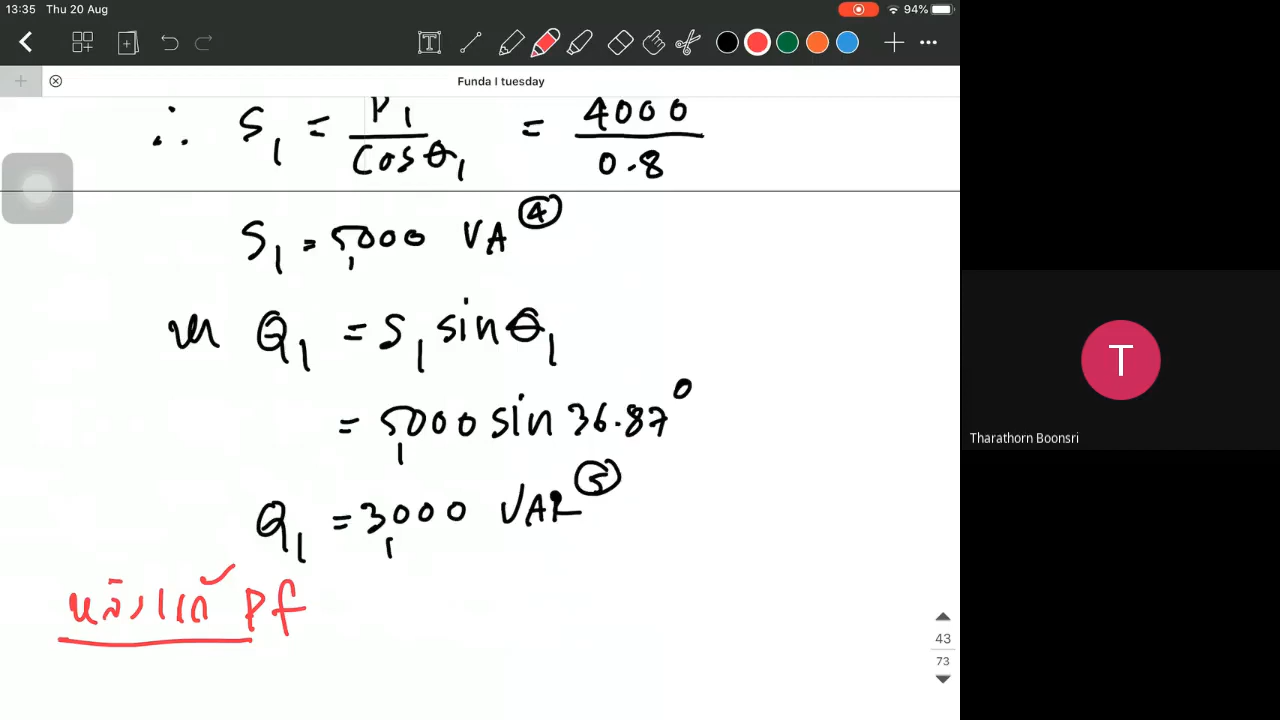 13:35 Thu 20 Aug
94%
Funda I tuesday
∴ S₁ = P₁ / cosθ₁ = 4000 / 0.8
S₁ = 5,000 VA ④
หา Q₁ = S₁ sinθ₁
= 5,000 sin 36.87°
Q₁ = 3,000 VAR ⑤
หลังแก้ Pf
43
73
T
Tharathorn Boonsri